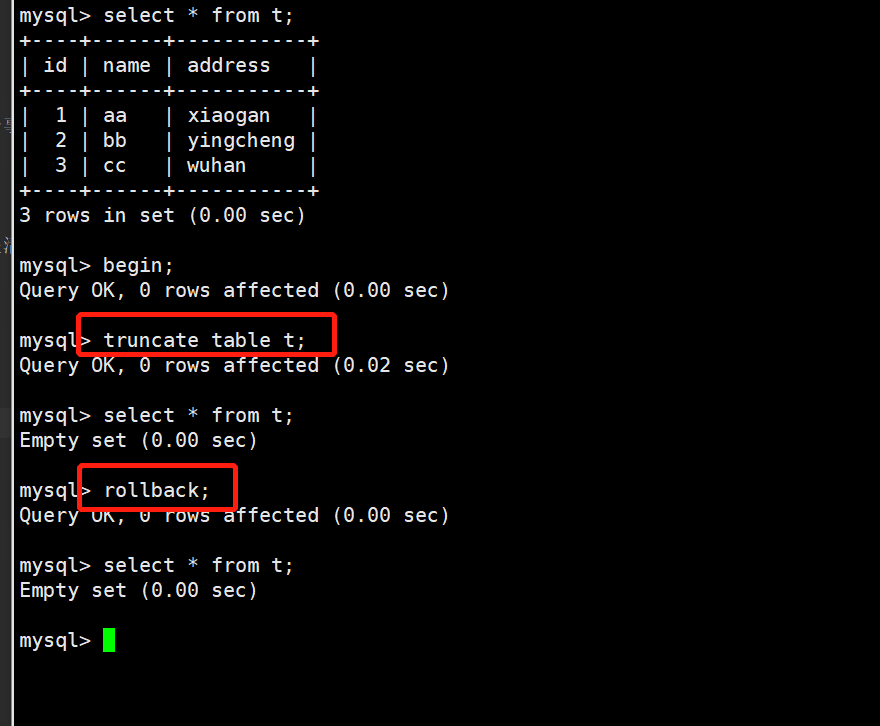 mysql> select * from t;
+----+------+-----------+
| id | name | address   |
+----+------+-----------+
|  1 | aa   | xiaogan   |
|  2 | bb   | yingcheng |
|  3 | cc   | wuhan     |
+----+------+-----------+
3 rows in set (0.00 sec)
mysql> begin;
Query OK, 0 rows affected (0.00 sec)
mysql> truncate table t;
Query OK, 0 rows affected (0.02 sec)
mysql> select * from t;
Empty set (0.00 sec)
mysql> rollback;
Query OK, 0 rows affected (0.00 sec)
mysql> select * from t;
Empty set (0.00 sec)
mysql>